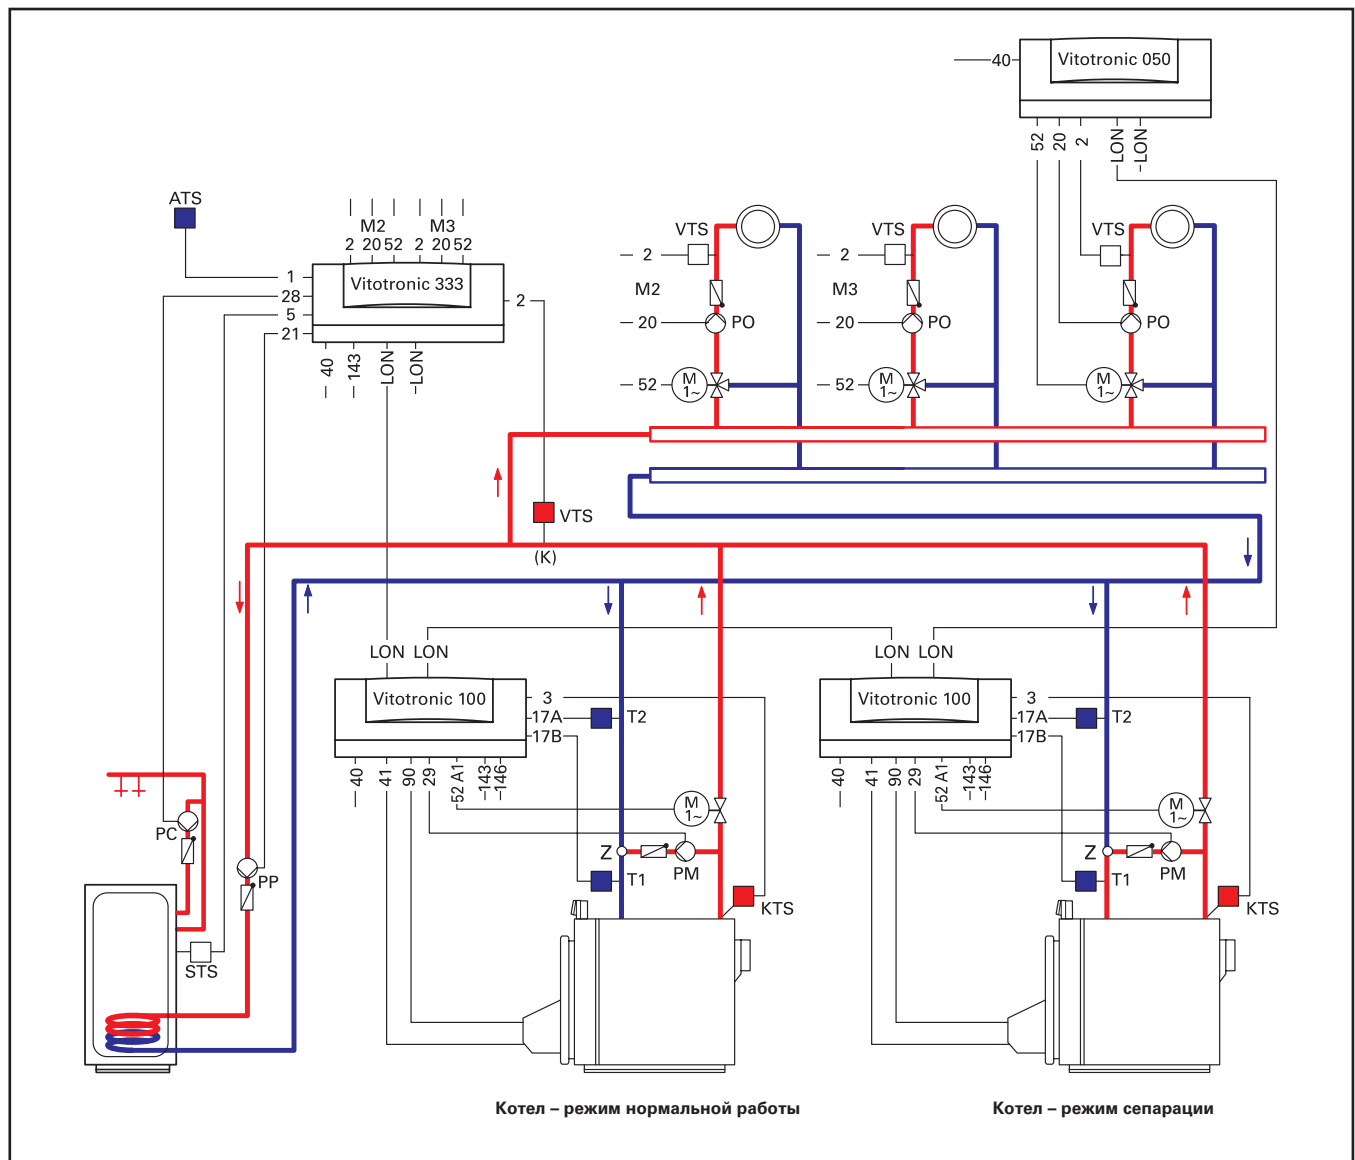 40 Vitotronic 050
52 20 2 LON LON
ATS
M2 M3
2 20 52 2 20 52
1
28
5
21
Vitotronic 333
2
40 143 LON LON
VTS VTS VTS
2 2
M2 M3
20 PO 20 PO PO
52 M 1~ 52 M 1~ M 1~
VTS
(K)
LON LON LON LON
Vitotronic 100 3 Vitotronic 100 3
17A T2 17A T2
17B 17B
40 41 90 29 52 A1 143 146 40 41 90 29 52 A1 143 146
M 1~ M 1~
PC Z PM Z PM
PP T1 T1
KTS KTS
STS
Котел – режим нормальной работы Котел – режим сепарации